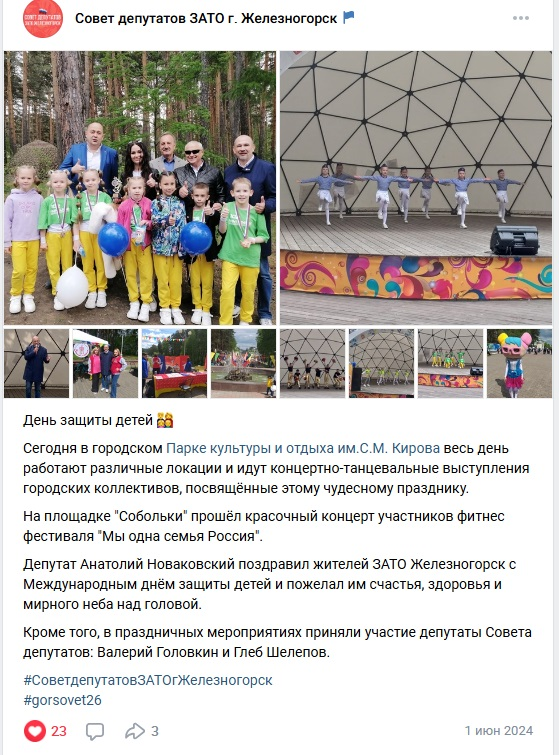 СОВЕТ ДЕПУТАТОВ
Совет депутатов ЗАТО г. Железногорск
День защиты детей
Сегодня в городском Парке культуры и отдыха им.С.М. Кирова весь день
работают различные локации и идут концертно-танцевальные выступления
городских коллективов, посвящённые этому чудесному празднику.
На площадке "Собольки" прошёл красочный концерт участников фитнес
фестиваля "Мы одна семья Россия".
Депутат Анатолий Новаковский поздравил жителей ЗАТО Железногорск с
Международным днём защиты детей и пожелал им счастья, здоровья и
мирного неба над головой.
Кроме того, в праздничных мероприятиях приняли участие депутаты Совета
депутатов: Валерий Головкин и Глеб Шелепов.
#СоветдепутатовЗАТОгЖелезногорск
#gorsovet26
23 3 1 июн 2024